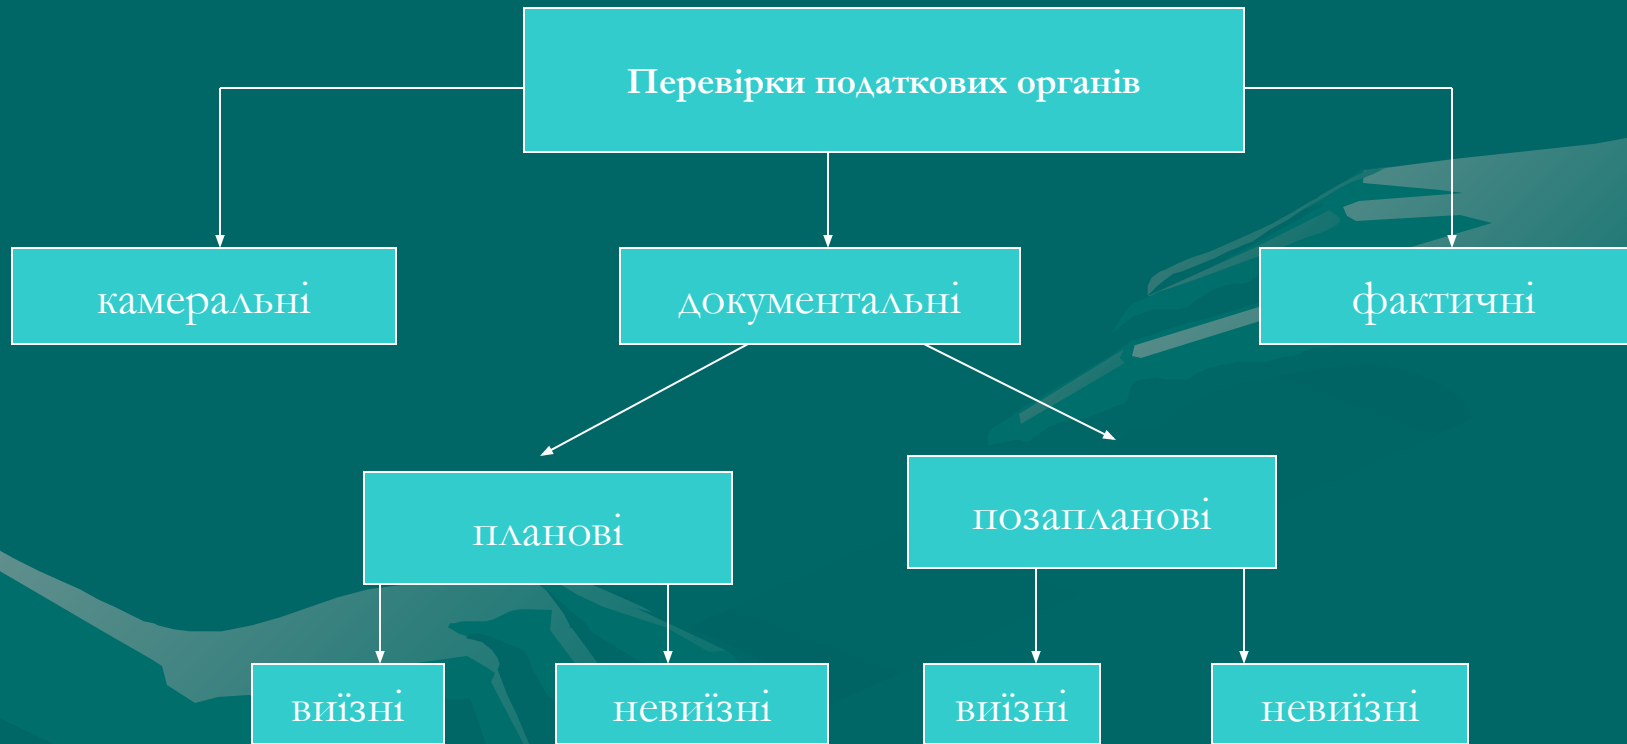 Перевірки податкових органів
камеральні
документальні
фактичні
планові
позапланові
виїзні
невиїзні
виїзні
невиїзні